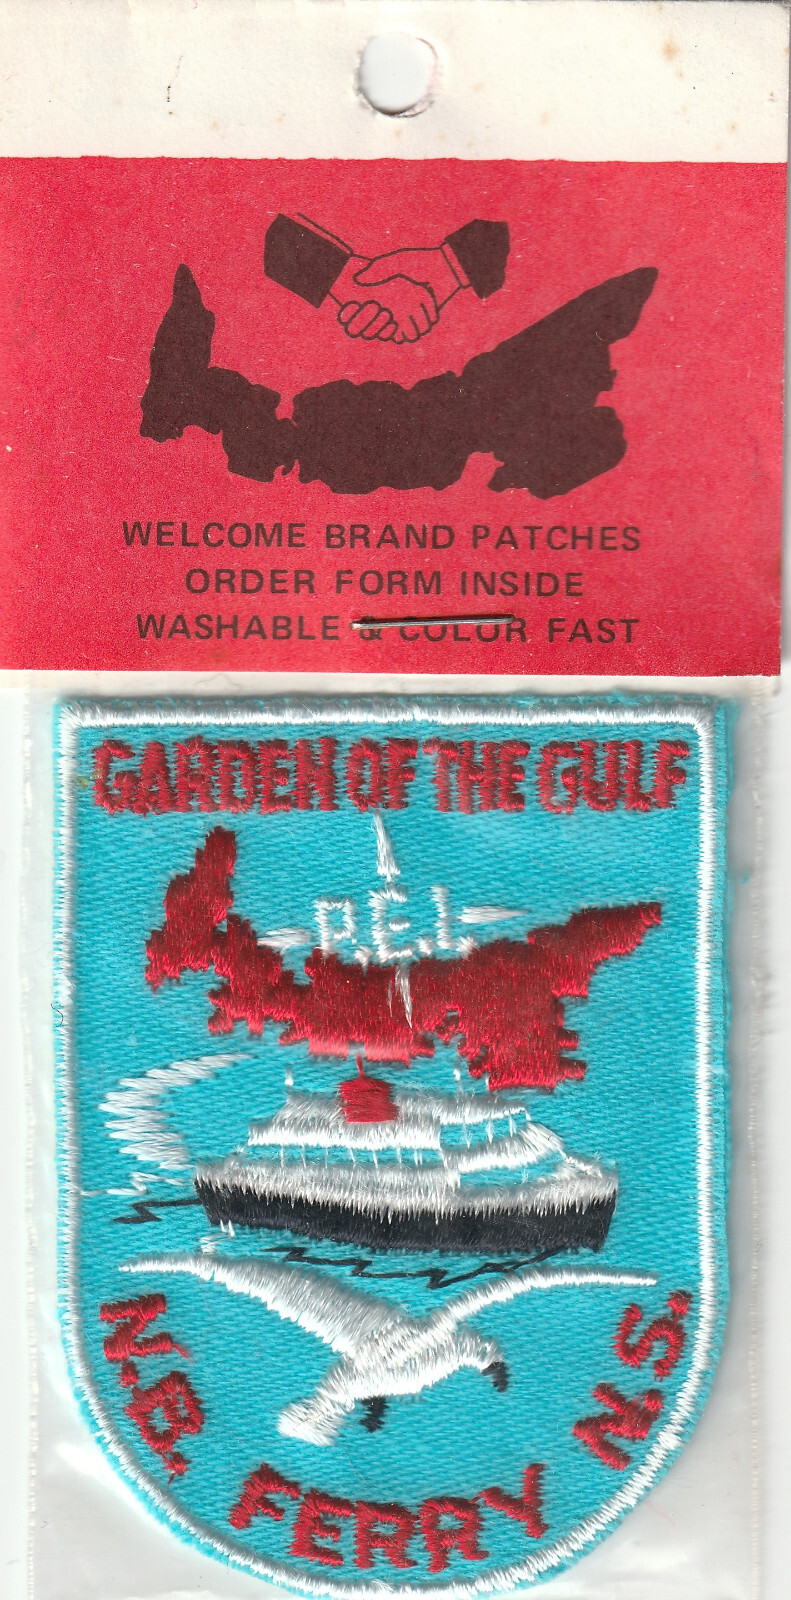 WELCOME BRAND PATCHES
ORDER FORM INSIDE
WASHABLE & COLOR FAST
GARDEN OF THE GULF
P.E.I.
N.B. FERRY N.S.